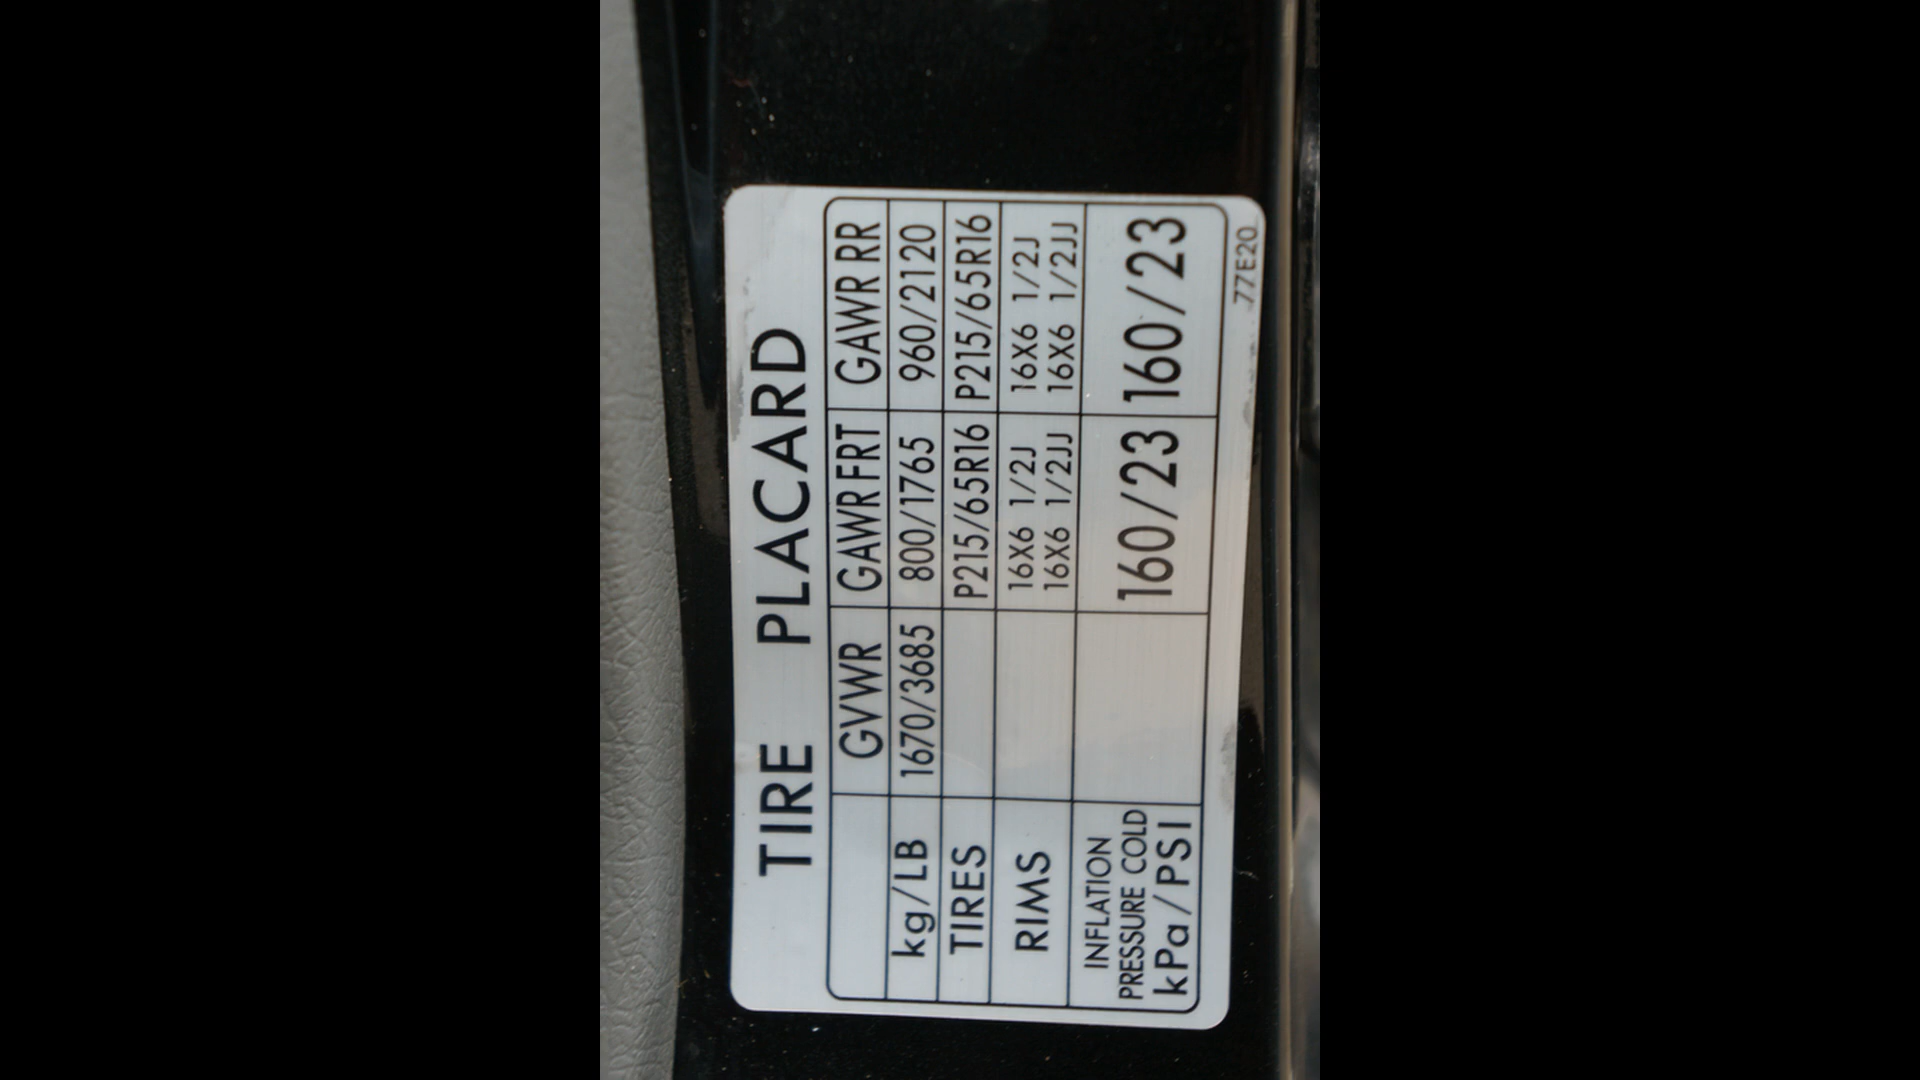 TIRE PLACARD
GVWR GAWR FRT GAWR RR
kg/LB 1670/3685 800/1765 960/2120
TIRES P215/65R16 P215/65R16
RIMS 16X6 1/2J 16X6 1/2J
16X6 1/2JJ 16X6 1/2JJ
INFLATION
PRESSURE COLD
kPa/PSI 160/23 160/23
77E20